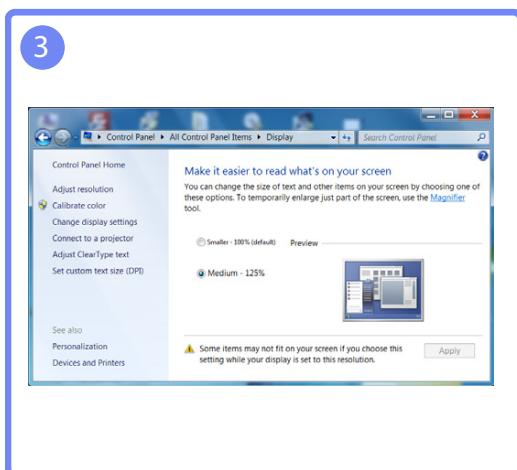 3
Control Panel ▸ All Control Panel Items ▸ Display
Search Control Panel
Control Panel Home
Adjust resolution
Calibrate color
Change display settings
Connect to a projector
Adjust ClearType text
Set custom text size (DPI)
See also
Personalization
Devices and Printers
Make it easier to read what's on your screen
You can change the size of text and other items on your screen by choosing one of
these options. To temporarily enlarge just part of the screen, use the Magnifier
tool.
Smaller - 100% (default)
Preview
Medium - 125%
Some items may not fit on your screen if you choose this
setting while your display is set to this resolution.
Apply